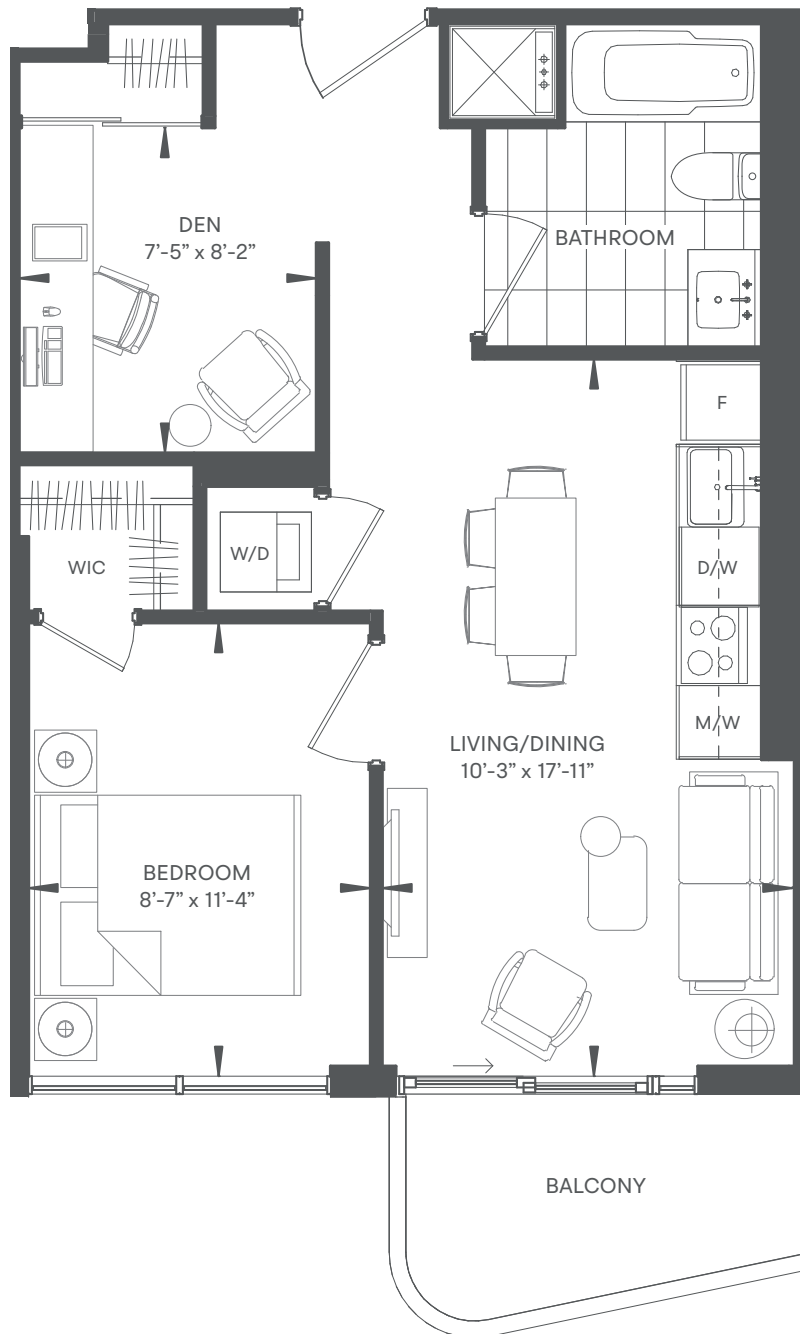 DEN
7’-5” x 8’-2”
BATHROOM
F
W/D
WIC
D/W
M/W
LIVING/DINING
10’-3” x 17’-11”
BEDROOM
8’-7” x 11’-4”
BALCONY